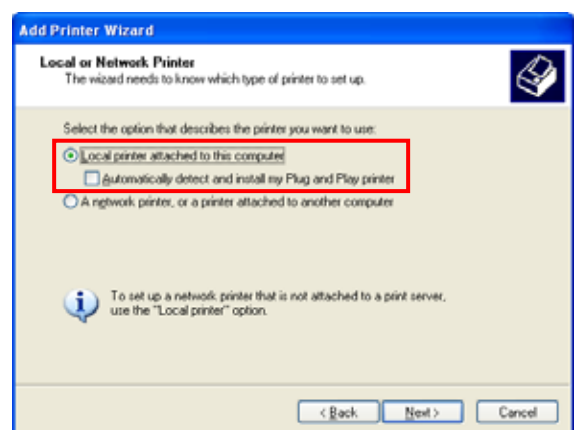 Add Printer Wizard
Local or Network Printer
The wizard needs to know which type of printer to set up.
Select the option that describes the printer you want to use:
Local printer attached to this computer
Automatically detect and install my Plug and Play printer
A network printer, or a printer attached to another computer
To set up a network printer that is not attached to a print server,
use the "Local printer" option.
< Back Next > Cancel